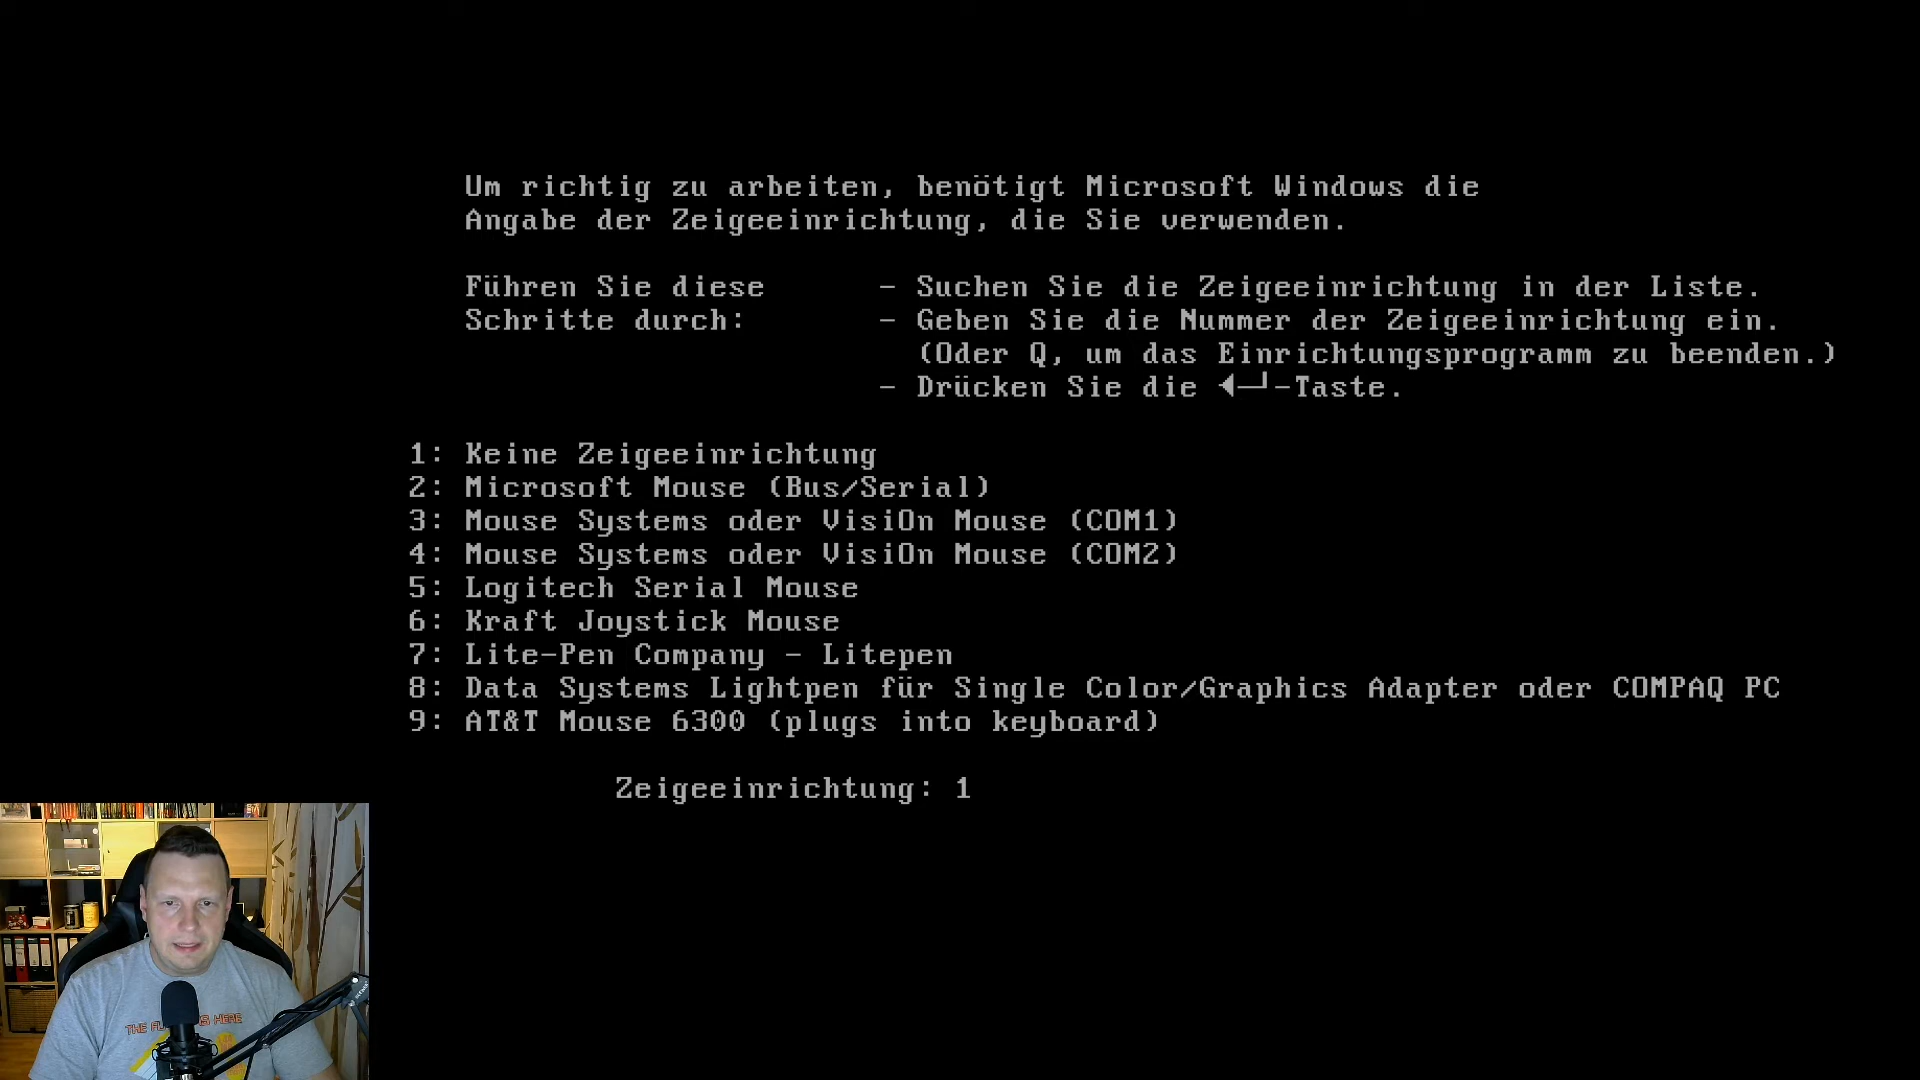 Um richtig zu arbeiten, benötigt Microsoft Windows die
Angabe der Zeigeeinrichtung, die Sie verwenden.
Führen Sie diese - Suchen Sie die Zeigeeinrichtung in der Liste.
Schritte durch: - Geben Sie die Nummer der Zeigeeinrichtung ein.
(Oder Q, um das Einrichtungsprogramm zu beenden.)
- Drücken Sie die ◄─┘-Taste.
1: Keine Zeigeeinrichtung
2: Microsoft Mouse (Bus/Serial)
3: Mouse Systems oder VisiOn Mouse (COM1)
4: Mouse Systems oder VisiOn Mouse (COM2)
5: Logitech Serial Mouse
6: Kraft Joystick Mouse
7: Lite-Pen Company - Litepen
8: Data Systems Lightpen für Single Color/Graphics Adapter oder COMPAQ PC
9: AT&T Mouse 6300 (plugs into keyboard)
Zeigeeinrichtung: 1
THE HERE